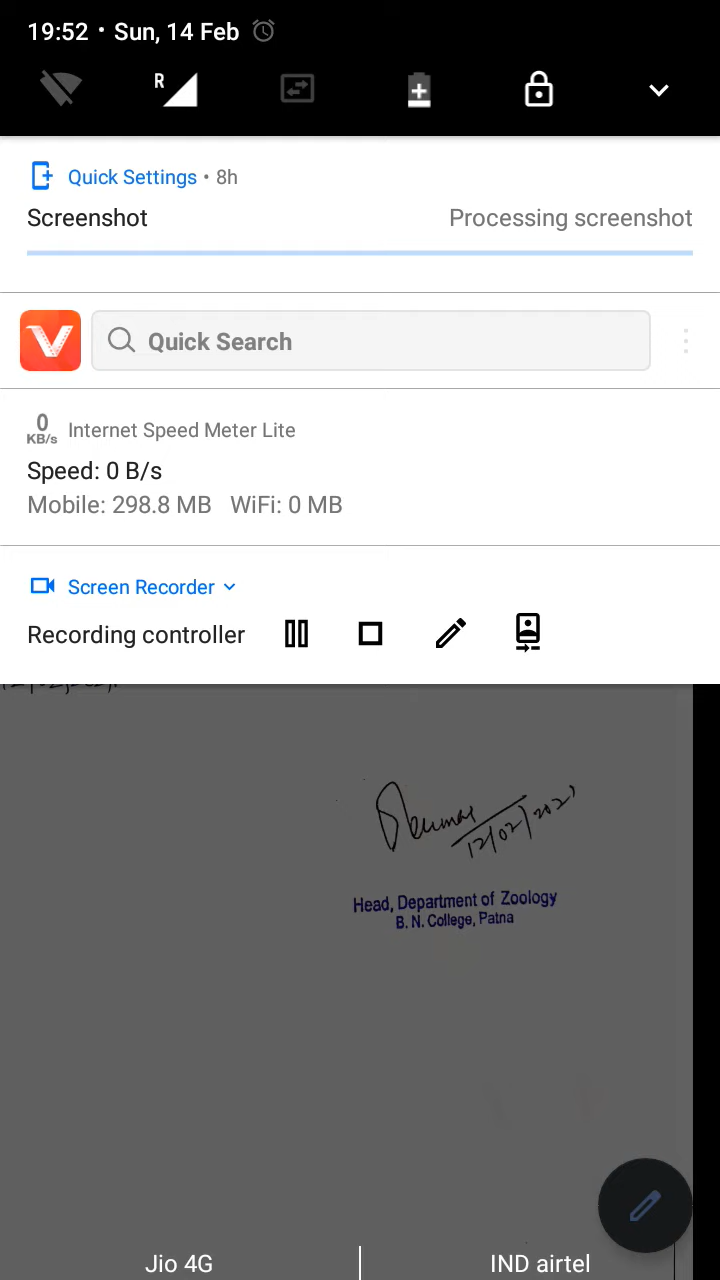 19:52 • Sun, 14 Feb
R
Quick Settings • 8h
Screenshot Processing screenshot
Quick Search
0 KB/s Internet Speed Meter Lite
Speed: 0 B/s
Mobile: 298.8 MB WiFi: 0 MB
Screen Recorder
Recording controller
12/02/2021
Head, Department of Zoology
B. N. College, Patna
Jio 4G IND airtel